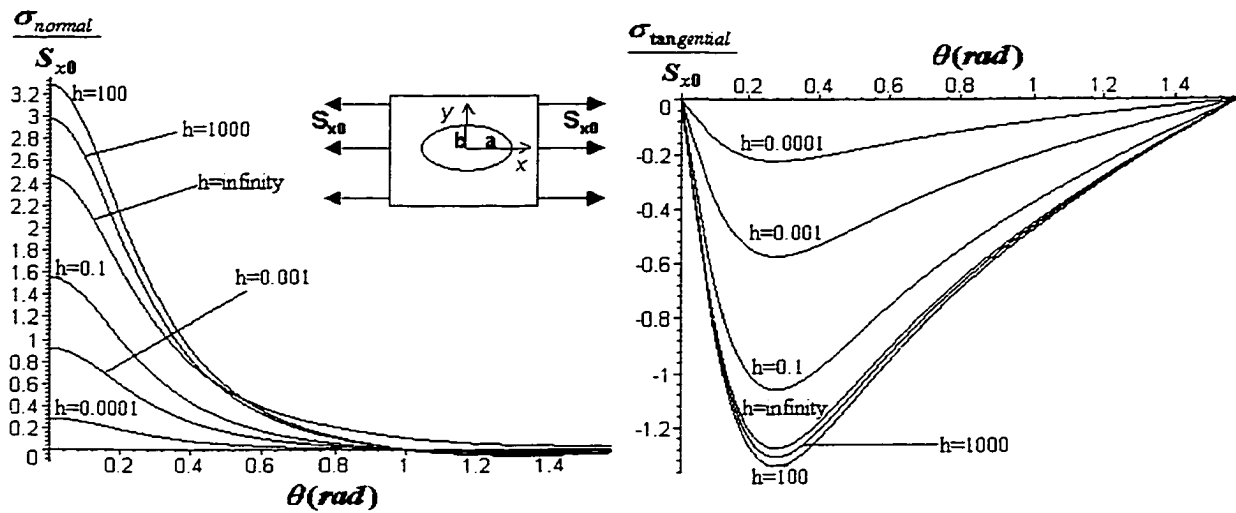 σnormal
Sx0
3.2
3
2.8
2.6
2.4
2.2
2
1.8
1.6
1.4
1.2
1
0.8
0.6
0.4
0.2
0
h=100
h=1000
h=infinity
h=0.1
h=0.001
h=0.0001
0.2 0.4 0.6 0.8 1 1.2 1.4
θ(rad)
Sx0 Sx0
y
b a
x
σtangential
Sx0
θ(rad)
0.2 0.4 0.6 0.8 1 1.2 1.4
0
-0.2
-0.4
-0.6
-0.8
-1
-1.2
h=0.0001
h=0.001
h=0.1
h=infinity
h=1000
h=100